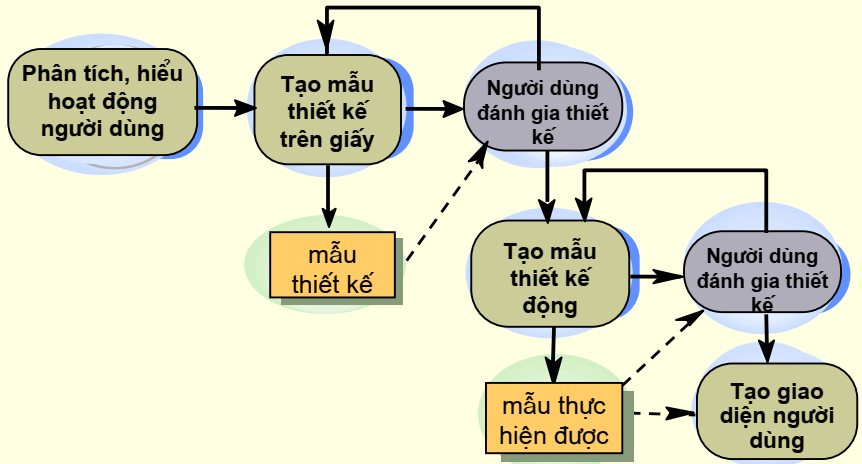 Phân tích, hiểu
hoạt động
người dùng
Tạo mẫu
thiết kế
trên giấy
Người dùng
đánh gia thiết
kế
mẫu
thiết kế
Tạo mẫu
thiết kế
động
Người dùng
đánh gia thiết
kế
mẫu thực
hiện được
Tạo giao
diện người
dùng